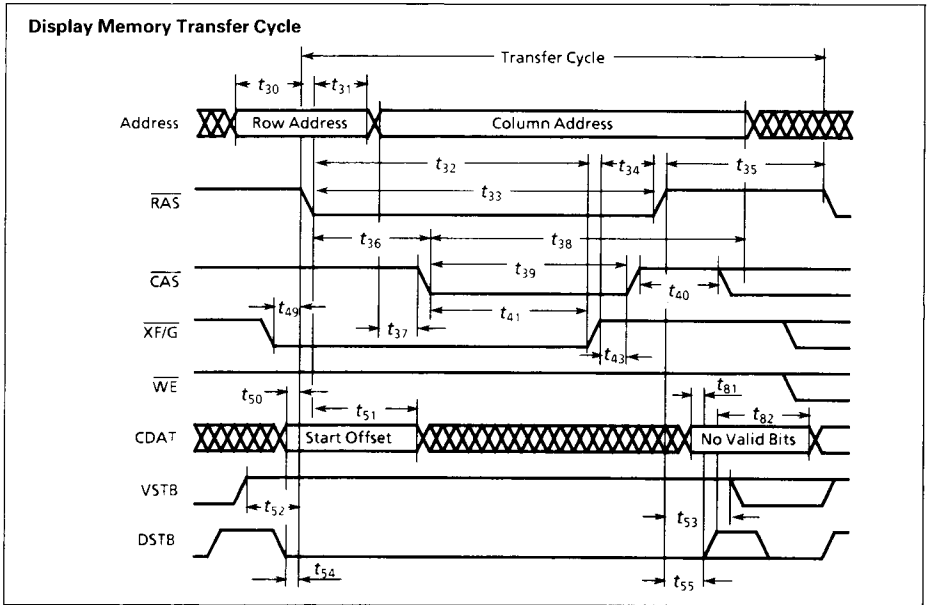 Display Memory Transfer Cycle
Transfer Cycle
t30 t31
Address Row Address Column Address
t32 t34 t35
RAS t33
t36 t38
CAS t39 t40
t49 t41
XF/G t37 t43
WE
t50 t81
t51 t82
CDAT Start Offset No Valid Bits
VSTB
t52 t53
DSTB
t54 t55